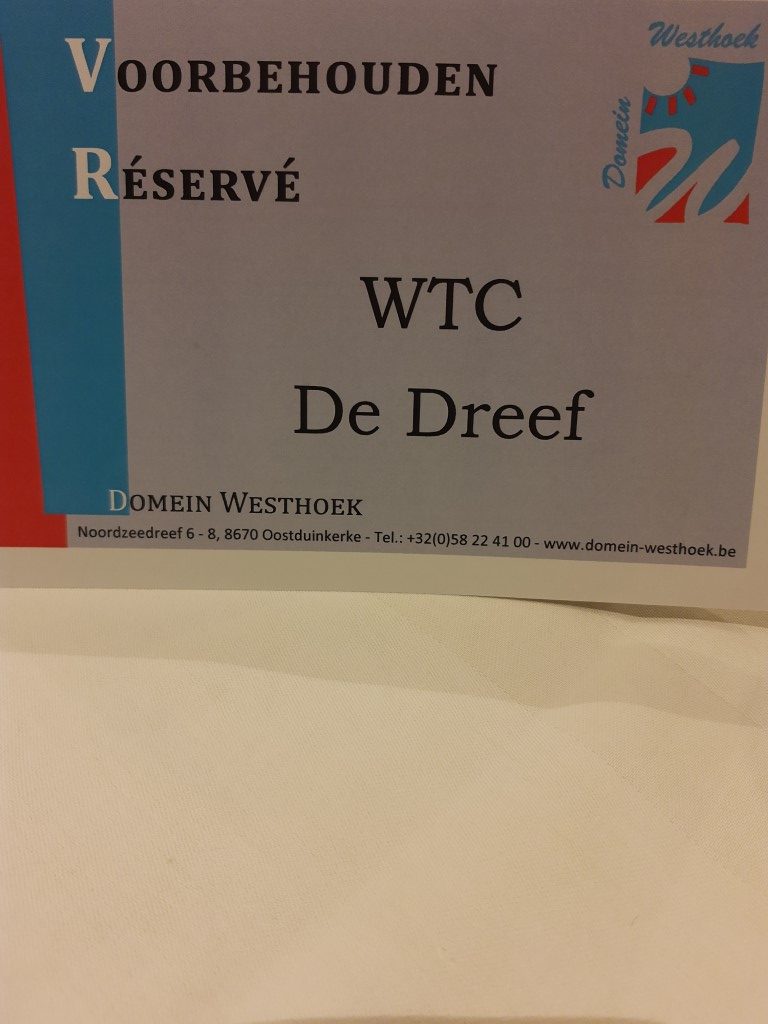 VOORBEHOUDEN
RÉSERVÉ
Domein Westhoek
WTC
De Dreef
DOMEIN WESTHOEK
Noordzeedreef 6 - 8, 8670 Oostduinkerke - Tel.: +32(0)58 22 41 00 - www.domein-westhoek.be